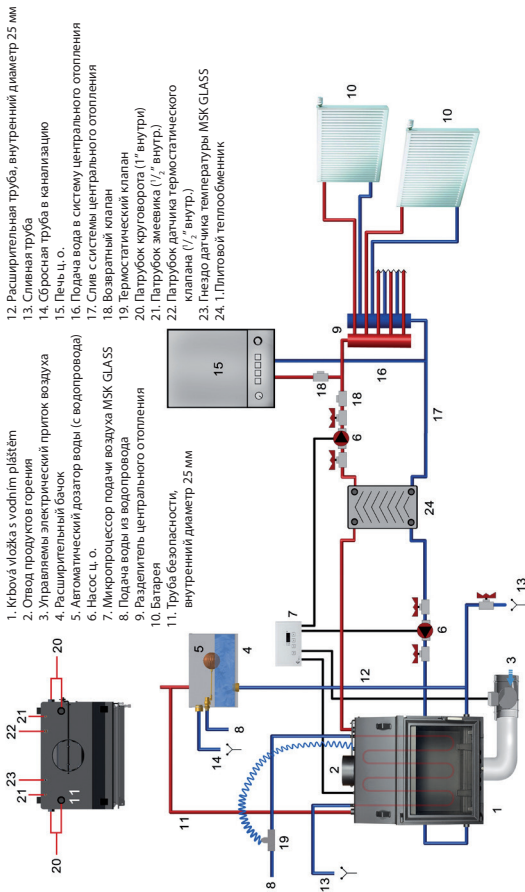 1. Krbová vložka s vodním pláštěm
2. Отвод продуктов горения
3. Управляемы электрический приток воздуха
4. Расширительный бачок
5. Автоматический дозатор воды (с водопровода)
6. Насос ц. о.
7. Микропроцессор подачи воздуха MSK GLASS
8. Подача воды из водопровода
9. Разделитель центрального отопления
10. Батарея
11. Труба безопасности,
внутренний диаметр 25 мм
12. Расширительная труба, внутренний диаметр 25 мм
13. Сливная труба
14. Сбросная труба в канализацию
15. Печь ц. о.
16. Подача вода в систему центрального отопления
17. Слив с системы центрального отопления
18. Возвратный клапан
19. Термостатический клапан
20. Патрубок круговорота (1” внутри)
21. Патрубок змеевика (1/2” внутр.)
22. Патрубок датчика термостатического
клапана (1/2” внутр.)
23. Гнездо датчика температуры MSK GLASS
24. 1.Плитовой теплообменник
20
21
23
11
22
21
20
11
5
4
14
8
7
15
18
18
6
9
16
10
10
17
24
12
8
19
2
13
1
3
6
13